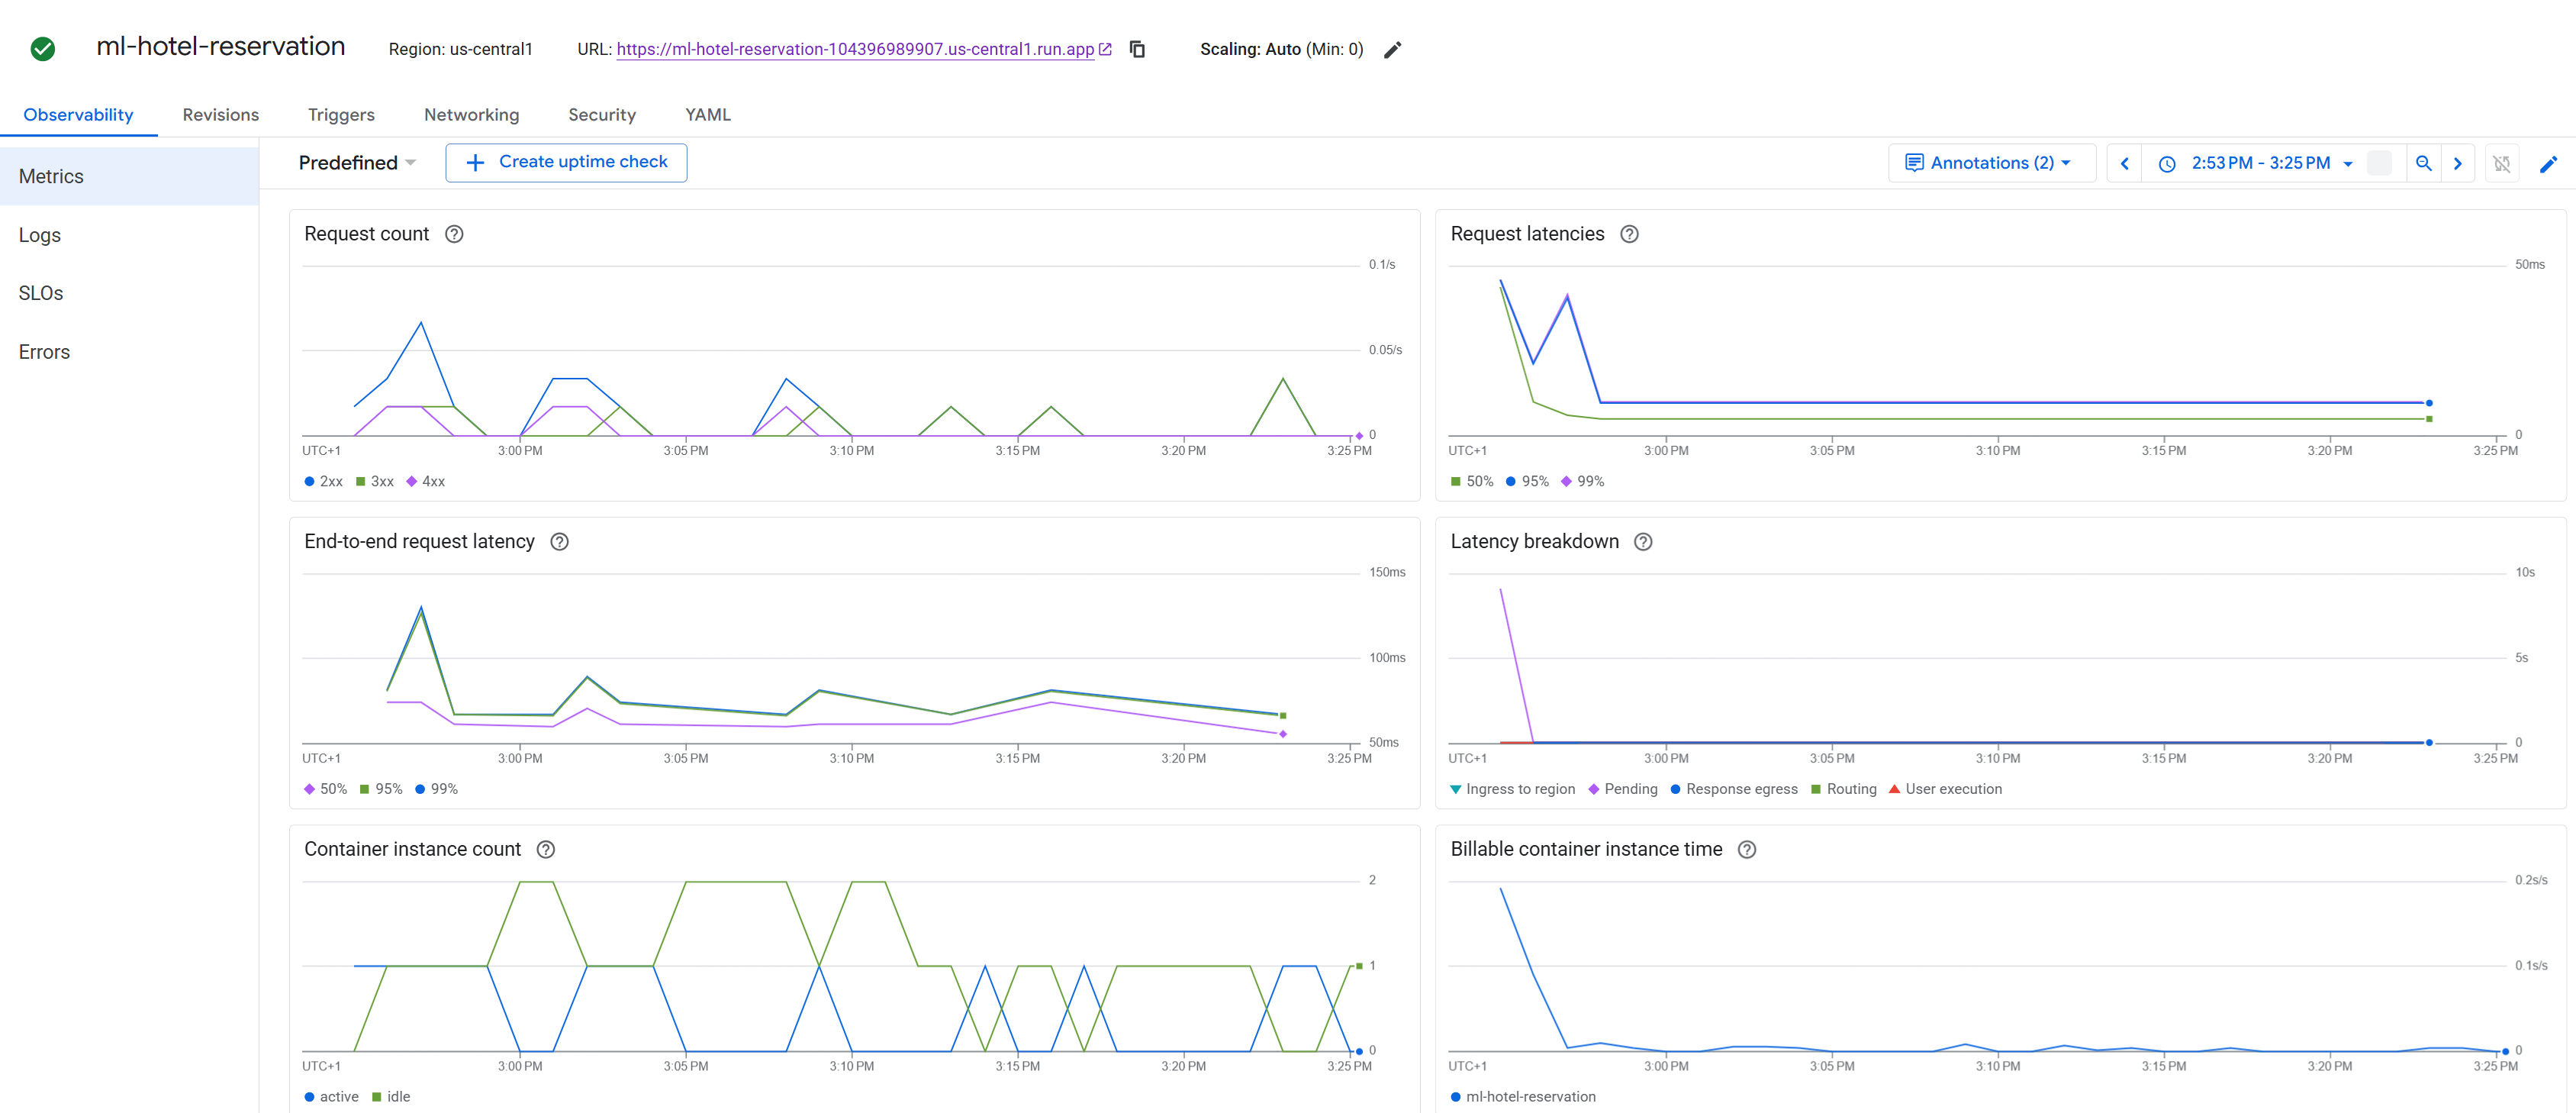 ml-hotel-reservation Region: us-central1 URL: https://ml-hotel-reservation-104396989907.us-central1.run.app Scaling: Auto (Min: 0)
Observability Revisions Triggers Networking Security YAML
Metrics
Logs
SLOs
Errors
Predefined Create uptime check Annotations (2) 2:53 PM - 3:25 PM
Request count
0.1/s
0.05/s
0
UTC+1 3:00 PM 3:05 PM 3:10 PM 3:15 PM 3:20 PM 3:25 PM
2xx 3xx 4xx
Request latencies
50ms
0
UTC+1 3:00 PM 3:05 PM 3:10 PM 3:15 PM 3:20 PM 3:25 PM
50% 95% 99%
End-to-end request latency
150ms
100ms
50ms
UTC+1 3:00 PM 3:05 PM 3:10 PM 3:15 PM 3:20 PM 3:25 PM
50% 95% 99%
Latency breakdown
10s
5s
0
UTC+1 3:00 PM 3:05 PM 3:10 PM 3:15 PM 3:20 PM 3:25 PM
Ingress to region Pending Response egress Routing User execution
Container instance count
2
1
0
UTC+1 3:00 PM 3:05 PM 3:10 PM 3:15 PM 3:20 PM 3:25 PM
active idle
Billable container instance time
0.2s/s
0.1s/s
0
UTC+1 3:00 PM 3:05 PM 3:10 PM 3:15 PM 3:20 PM 3:25 PM
ml-hotel-reservation